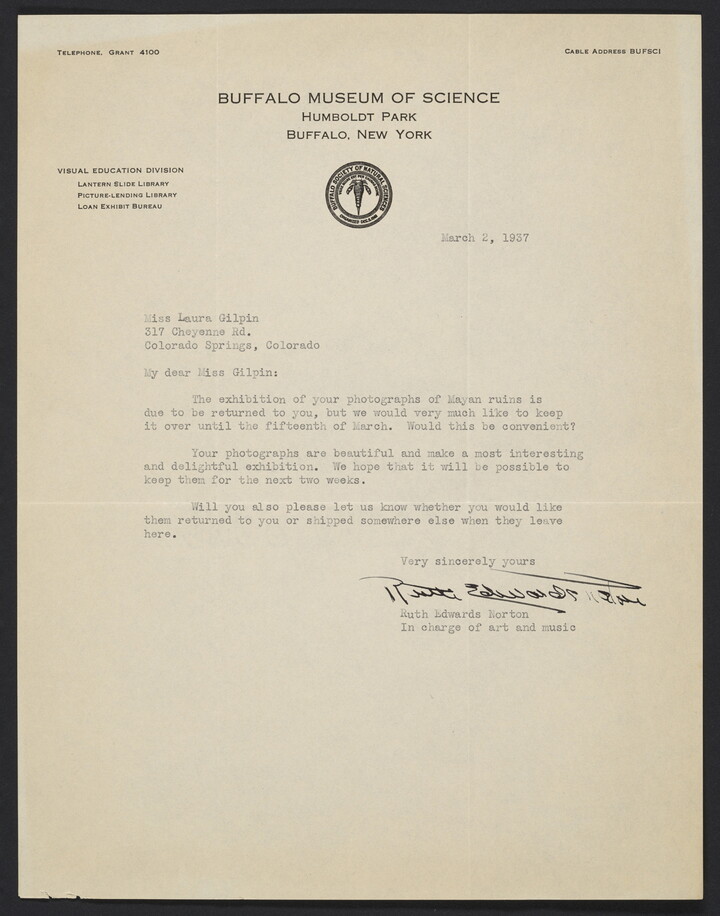 Telephone, Grant 4100
Cable Address BUFSCI
BUFFALO MUSEUM OF SCIENCE
Humboldt Park
Buffalo, New York
VISUAL EDUCATION DIVISION
Lantern Slide Library
Picture-Lending Library
Loan Exhibit Bureau
BUFFALO SOCIETY OF NATURAL SCIENCES
March 2, 1937
Miss Laura Gilpin
317 Cheyenne Rd.
Colorado Springs, Colorado
My dear Miss Gilpin:
The exhibition of your photographs of Mayan ruins is
due to be returned to you, but we would very much like to keep
it over until the fifteenth of March. Would this be convenient?
Your photographs are beautiful and make a most interesting
and delightful exhibition. We hope that it will be possible to
keep them for the next two weeks.
Will you also please let us know whether you would like
them returned to you or shipped somewhere else when they leave
here.
Very sincerely yours
Ruth Edwards Norton
Ruth Edwards Norton
In charge of art and music